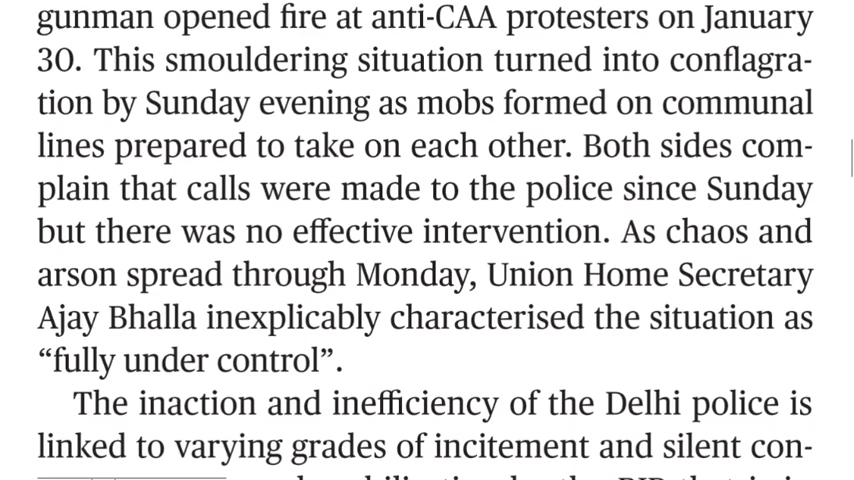 gunman opened fire at anti-CAA protesters on January
30. This smouldering situation turned into conflagra-
tion by Sunday evening as mobs formed on communal
lines prepared to take on each other. Both sides com-
plain that calls were made to the police since Sunday
but there was no effective intervention. As chaos and
arson spread through Monday, Union Home Secretary
Ajay Bhalla inexplicably characterised the situation as
“fully under control”.
The inaction and inefficiency of the Delhi police is
linked to varying grades of incitement and silent con-